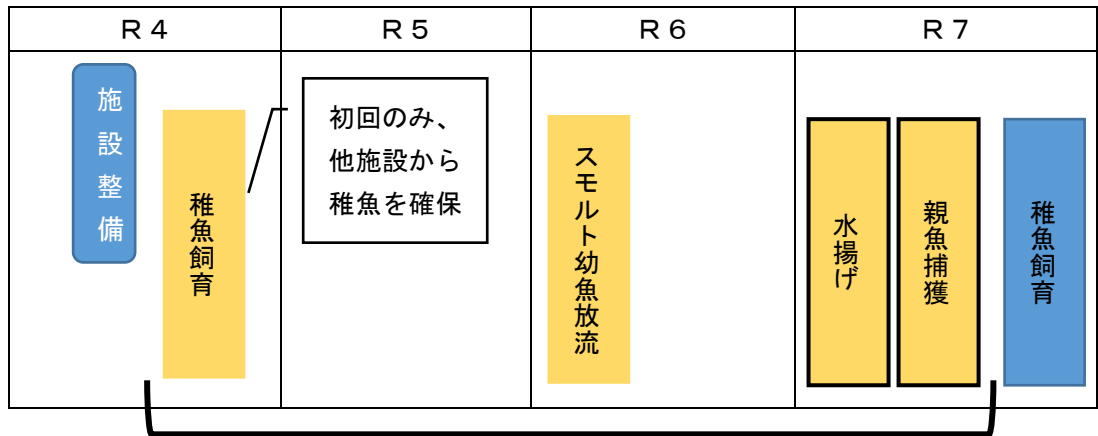 Ｒ４
Ｒ５
Ｒ６
Ｒ７
施設整備
稚魚飼育
初回のみ、
他施設から
稚魚を確保
スモルト幼魚放流
水揚げ
親魚捕獲
稚魚飼育